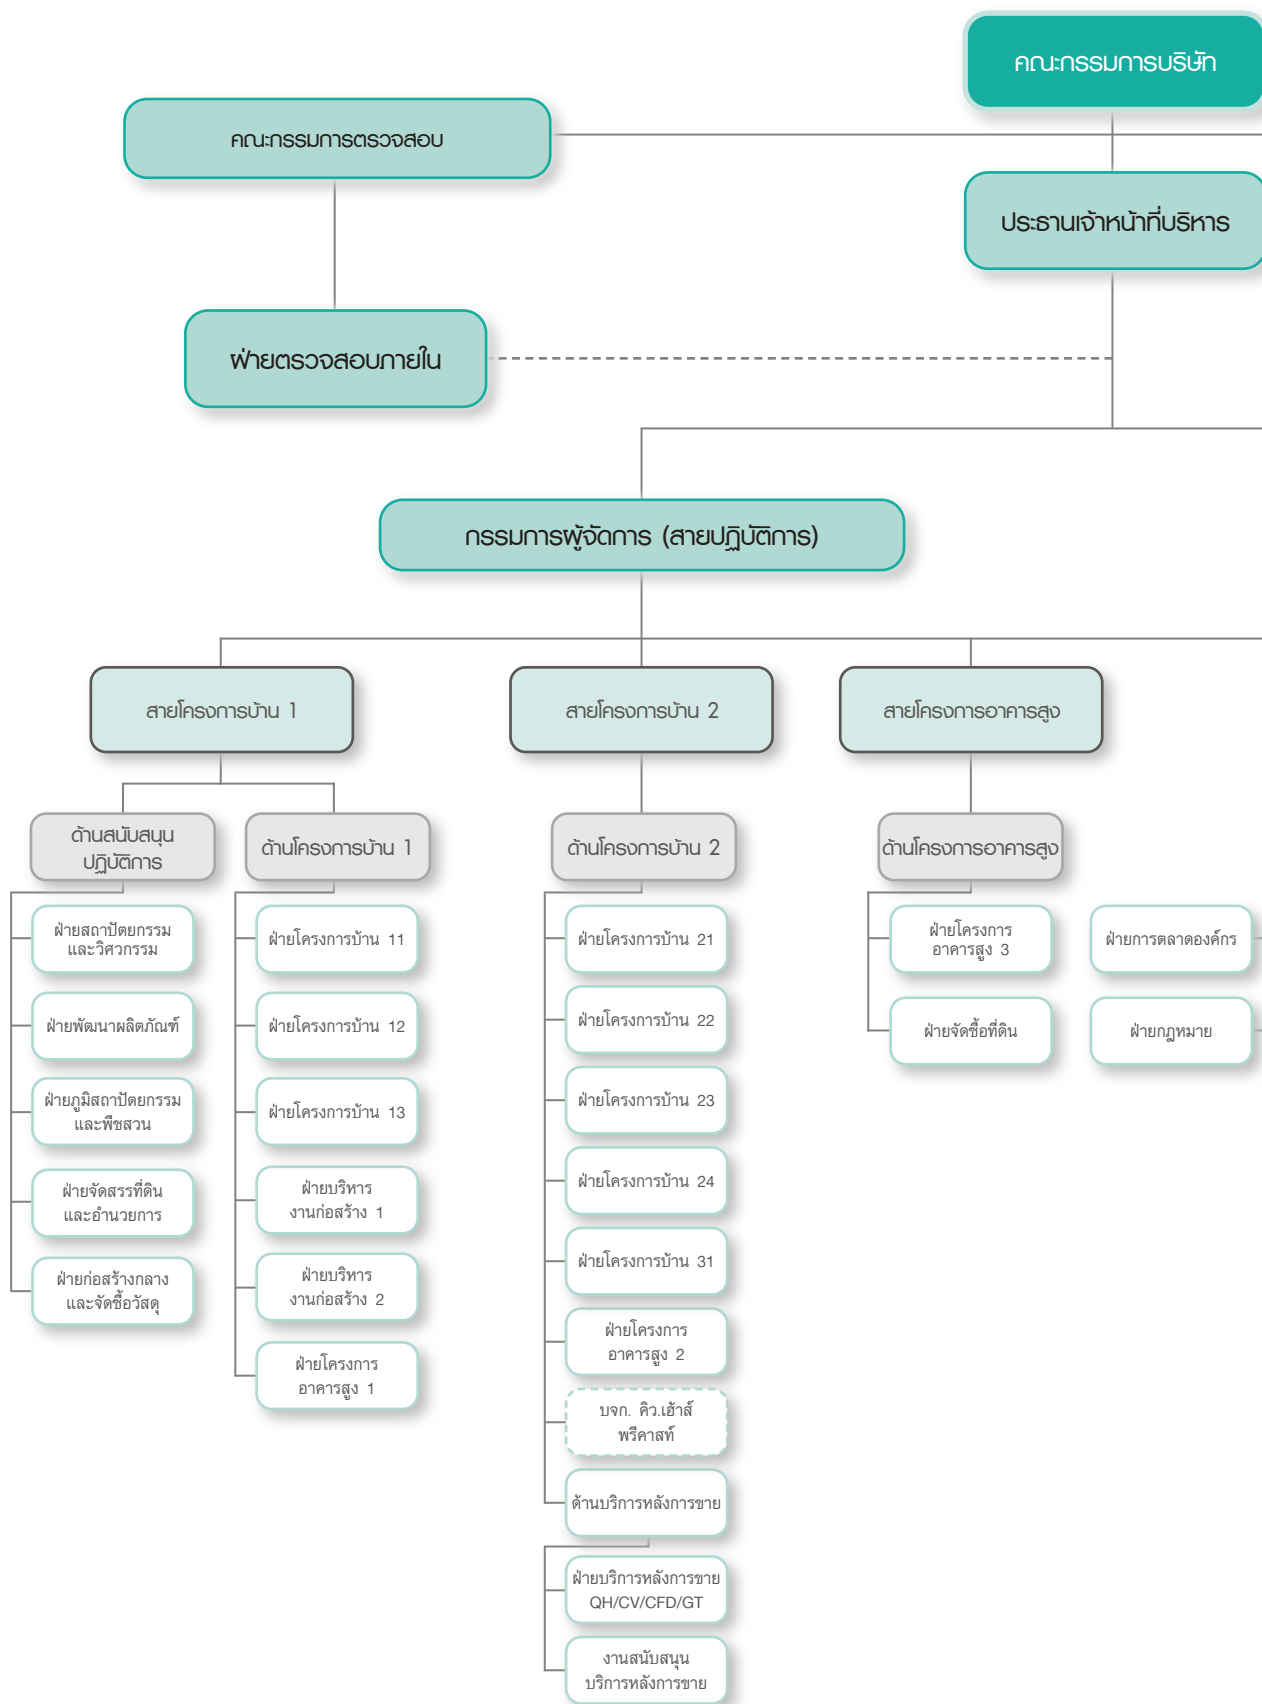 คณะกรรมการบริษัท
คณะกรรมการตรวจสอบ
ประธานเจ้าหน้าที่บริหาร
ฝ่ายตรวจสอบภายใน
กรรมการผู้จัดการ (สายปฏิบัติการ)
สายโครงการบ้าน 1
สายโครงการบ้าน 2
สายโครงการอาคารสูง
ด้านสนับสนุน
ปฏิบัติการ
ด้านโครงการบ้าน 1
ด้านโครงการบ้าน 2
ด้านโครงการอาคารสูง
ฝ่ายสถาปัตยกรรม
และวิศวกรรม
ฝ่ายพัฒนาผลิตภัณฑ์
ฝ่ายภูมิสถาปัตยกรรม
และพืชสวน
ฝ่ายจัดสรรที่ดิน
และอำนวยการ
ฝ่ายก่อสร้างกลาง
และจัดซื้อวัสดุ
ฝ่ายโครงการบ้าน 11
ฝ่ายโครงการบ้าน 12
ฝ่ายโครงการบ้าน 13
ฝ่ายบริหาร
งานก่อสร้าง 1
ฝ่ายบริหาร
งานก่อสร้าง 2
ฝ่ายโครงการ
อาคารสูง 1
ฝ่ายโครงการบ้าน 21
ฝ่ายโครงการบ้าน 22
ฝ่ายโครงการบ้าน 23
ฝ่ายโครงการบ้าน 24
ฝ่ายโครงการบ้าน 31
ฝ่ายโครงการ
อาคารสูง 2
บจก. คิว.เฮ้าส์
พรีคาสท์
ด้านบริการหลังการขาย
ฝ่ายบริการหลังการขาย
QH/CV/CFD/GT
งานสนับสนุน
บริการหลังการขาย
ฝ่ายโครงการ
อาคารสูง 3
ฝ่ายจัดซื้อที่ดิน
ฝ่ายการตลาดองค์กร
ฝ่ายกฎหมาย